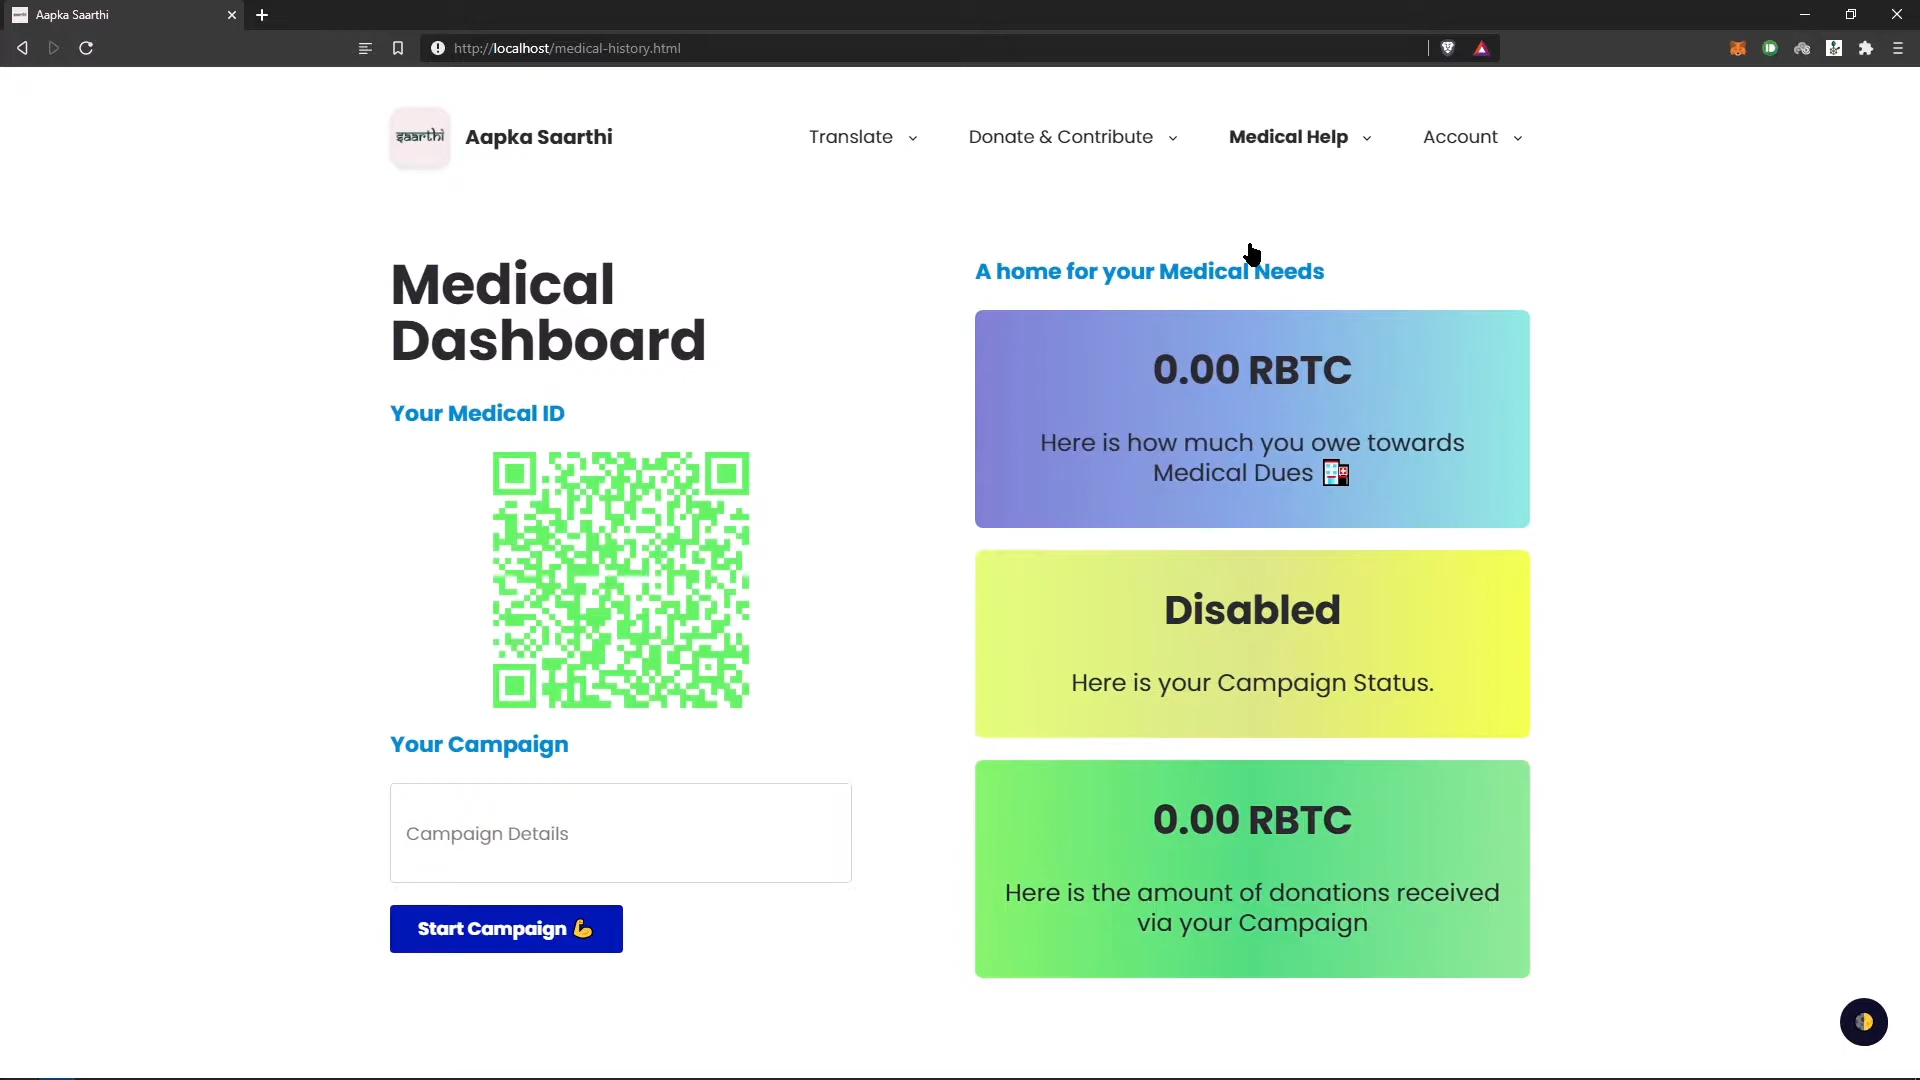 Aapka Saarthi
http://localhost/medical-history.html
saarthi
Aapka Saarthi
Translate
Donate & Contribute
Medical Help
Account
Medical
Dashboard
Your Medical ID
Your Campaign
Campaign Details
Start Campaign 💪
A home for your Medical Needs
0.00 RBTC
Here is how much you owe towards
Medical Dues 🏥
Disabled
Here is your Campaign Status.
0.00 RBTC
Here is the amount of donations received
via your Campaign